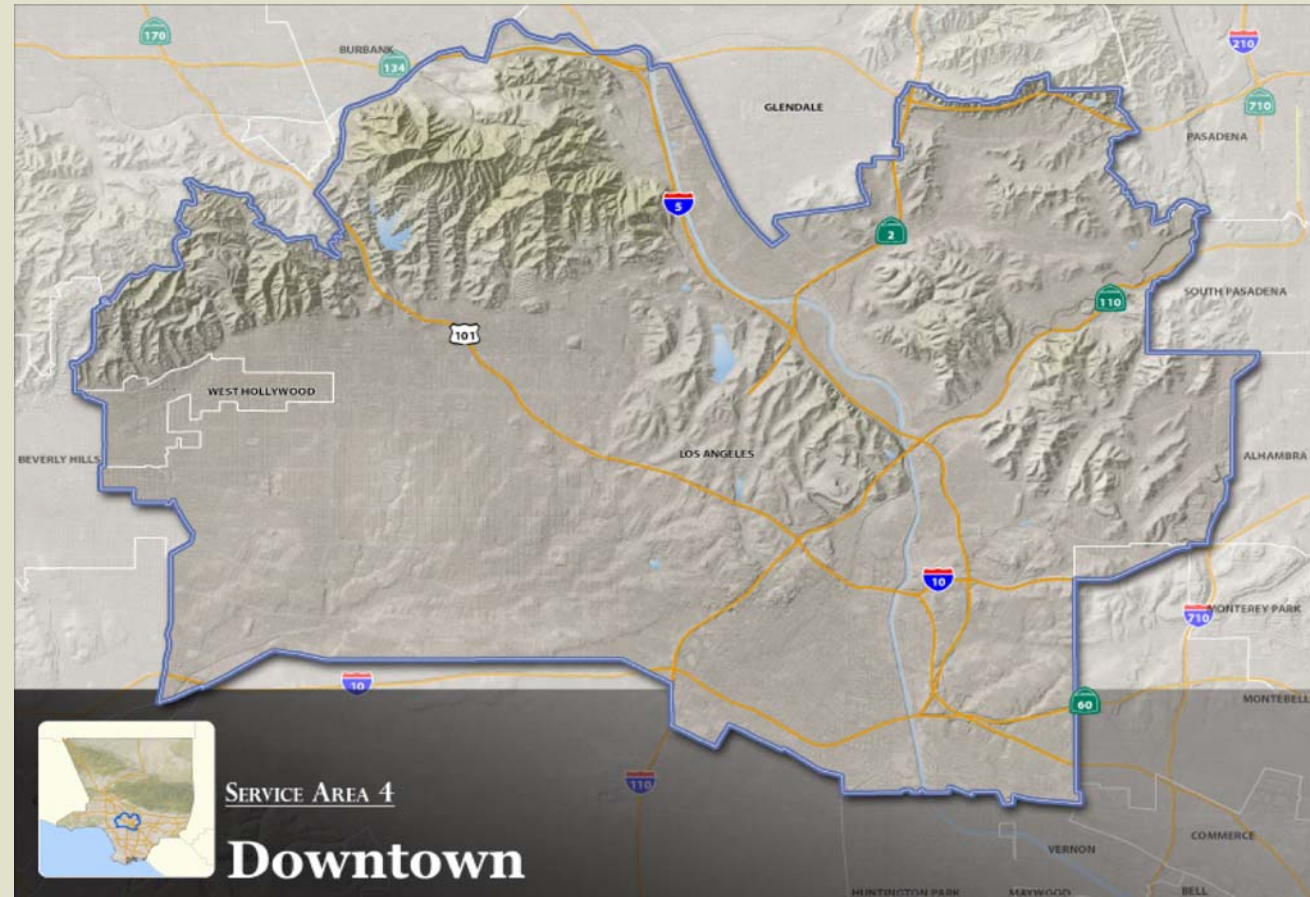 170
BURBANK
134
210
GLENDALE
710
PASADENA
5
2
110
SOUTH PASADENA
101
WEST HOLLYWOOD
BEVERLY HILLS
LOS ANGELES
ALHAMBRA
10
710
MONTEREY PARK
10
60
MONTEBELL
110
SERVICE AREA 4
Downtown
COMMERCE
VERNON
HUNTINGTON PARK
MAYWOOD
BELL